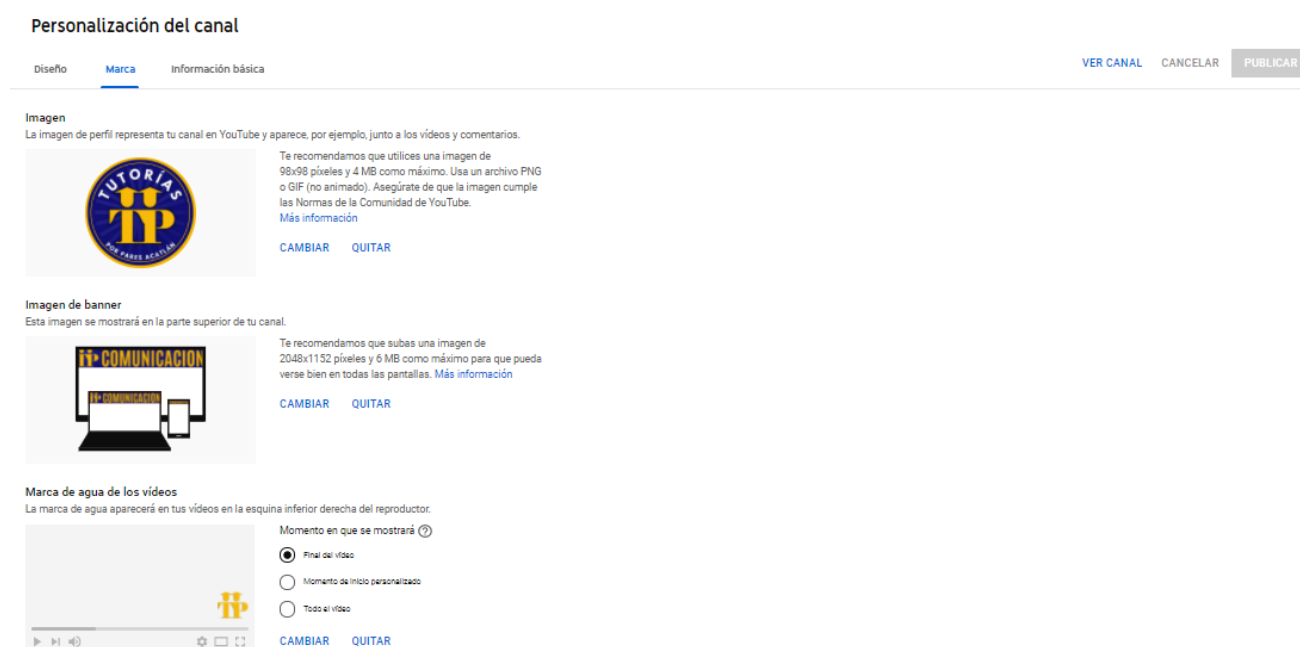 Personalización del canal
Diseño
Marca
Información básica
VER CANAL
CANCELAR
PUBLICAR
Imagen
La imagen de perfil representa tu canal en YouTube y aparece, por ejemplo, junto a los vídeos y comentarios.
TUTORÍAS
TTP
POR PARES ACATLÁN
Te recomendamos que utilices una imagen de
98x98 píxeles y 4 MB como máximo. Usa un archivo PNG
o GIF (no animado). Asegúrate de que la imagen cumple
las Normas de la Comunidad de YouTube.
Más información
CAMBIAR
QUITAR
Imagen de banner
Esta imagen se mostrará en la parte superior de tu canal.
COMUNICACION
COMUNICACION
Te recomendamos que subas una imagen de
2048x1152 píxeles y 6 MB como máximo para que pueda
verse bien en todas las pantallas. Más información
CAMBIAR
QUITAR
Marca de agua de los vídeos
La marca de agua aparecerá en tus vídeos en la esquina inferior derecha del reproductor.
TTP
Momento en que se mostrará
Final del vídeo
Momento de inicio personalizado
Todo el vídeo
CAMBIAR
QUITAR